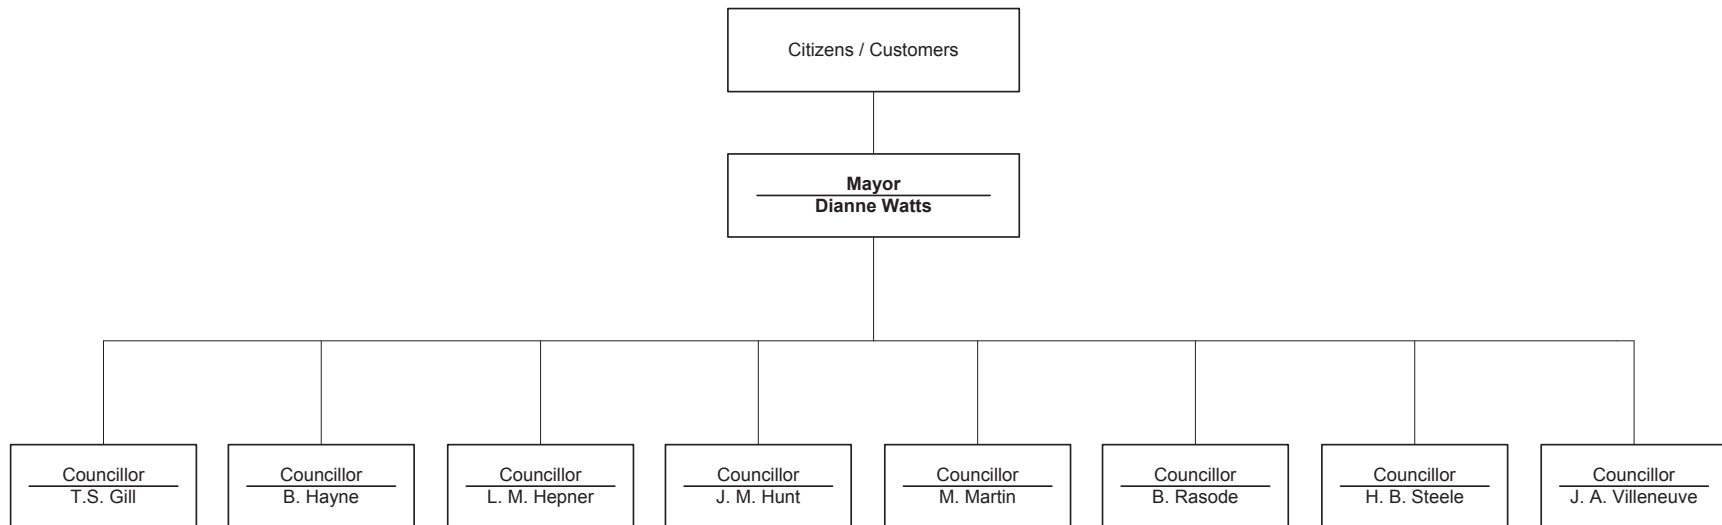 Citizens / Customers
Mayor
Dianne Watts
Councillor
T.S. Gill
Councillor
B. Hayne
Councillor
L. M. Hepner
Councillor
J. M. Hunt
Councillor
M. Martin
Councillor
B. Rasode
Councillor
H. B. Steele
Councillor
J. A. Villeneuve